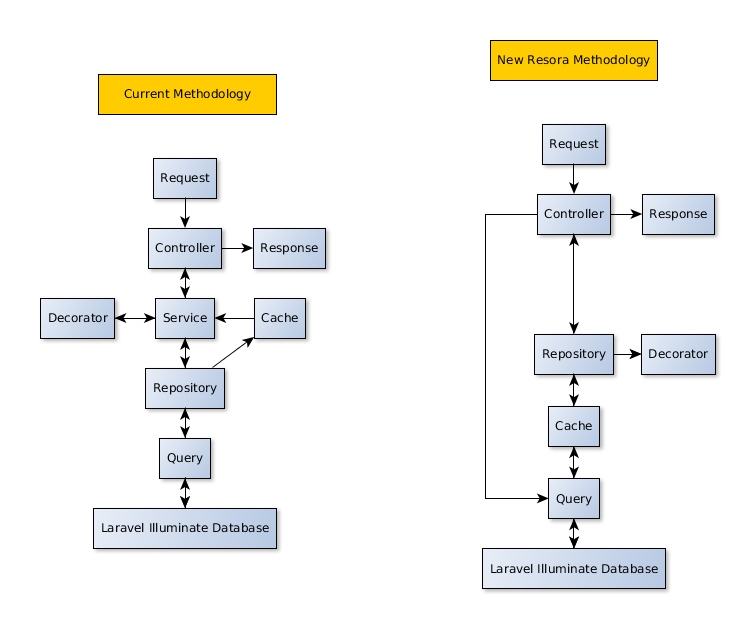 Current Methodology
Request
Controller
Response
Decorator
Service
Cache
Repository
Query
Laravel Illuminate Database
New Resora Methodology
Request
Controller
Response
Repository
Decorator
Cache
Query
Laravel Illuminate Database